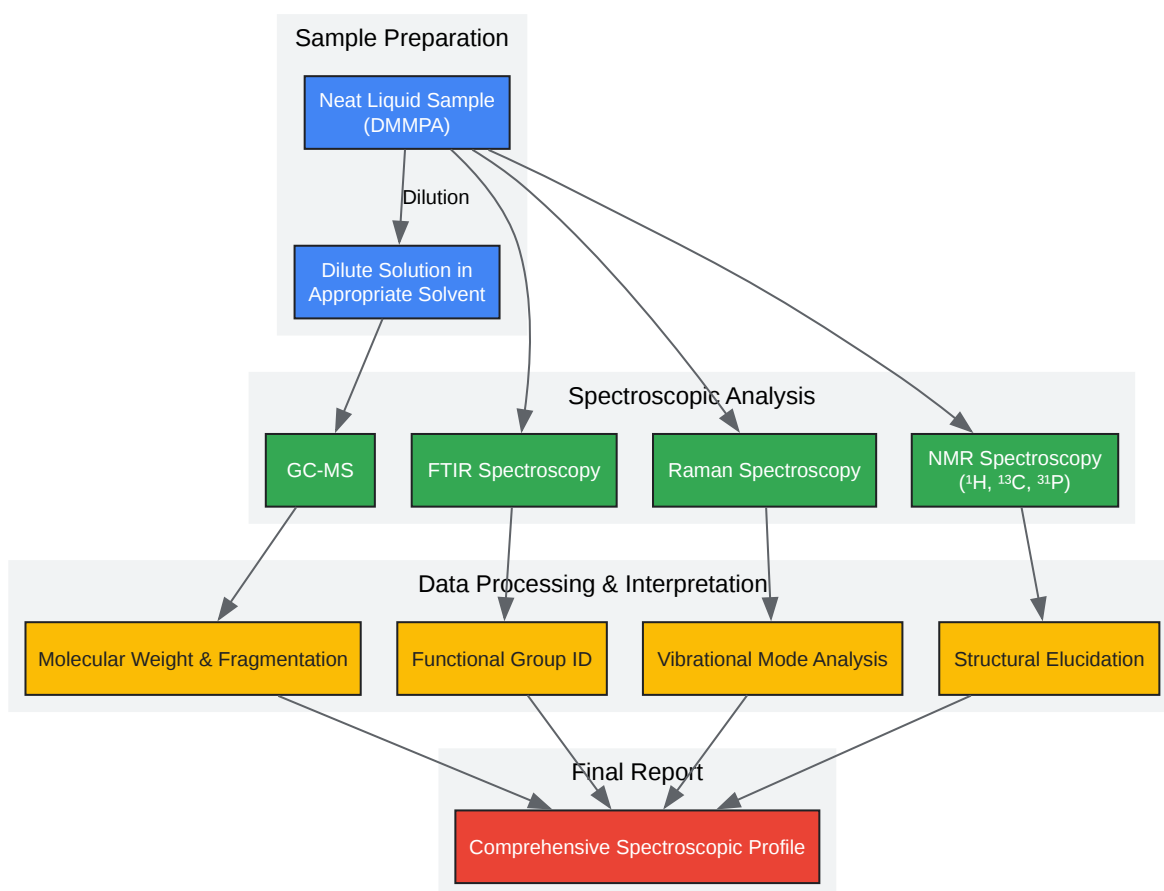 Sample Preparation
Neat Liquid Sample
(DMMPA)
Dilution
Dilute Solution in
Appropriate Solvent
Spectroscopic Analysis
GC-MS
FTIR Spectroscopy
Raman Spectroscopy
NMR Spectroscopy
(¹H, ¹³C, ³¹P)
Data Processing & Interpretation
Molecular Weight & Fragmentation
Functional Group ID
Vibrational Mode Analysis
Structural Elucidation
Final Report
Comprehensive Spectroscopic Profile